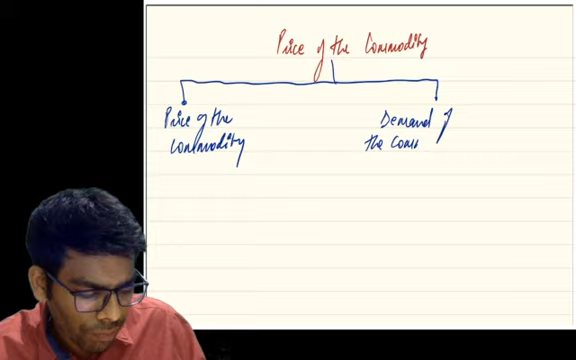 Price of the Commodity
Price of the
commodity
Demand of
the Com